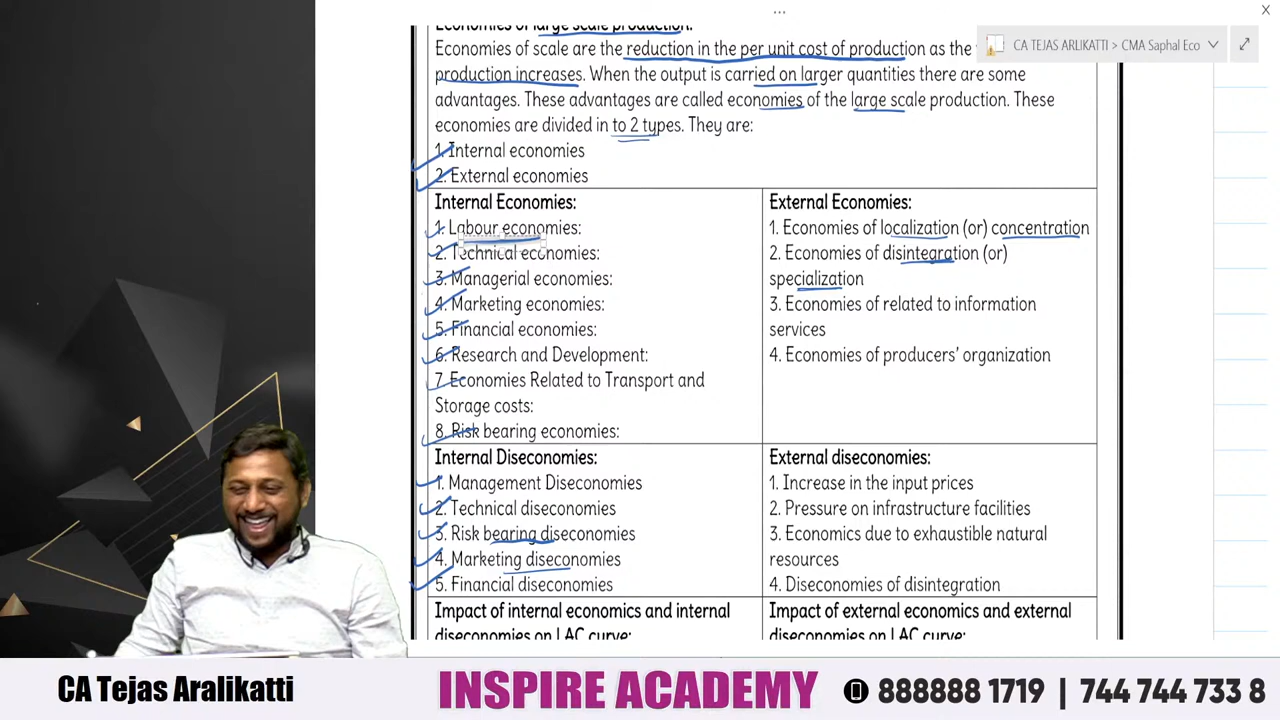 ...
X
Economies of large scale production:
Economies of scale are the reduction in the per unit cost of production as the
CA TEJAS ARLIKATTI > CMA Saphal Eco
production increases. When the output is carried on larger quantities there are some
advantages. These advantages are called economies of the large scale production. These
economies are divided in to 2 types. They are:
1. Internal economies
2. External economies
Internal Economies:
1. Labour economies:
2. Technical economies:
3. Managerial economies:
4. Marketing economies:
5. Financial economies:
6. Research and Development:
7. Economies Related to Transport and
Storage costs:
8. Risk bearing economies:
External Economies:
1. Economies of localization (or) concentration
2. Economies of disintegration (or)
specialization
3. Economies of related to information
services
4. Economies of producers’ organization
Internal Diseconomies:
1. Management Diseconomies
2. Technical diseconomies
3. Risk bearing diseconomies
4. Marketing diseconomies
5. Financial diseconomies
External diseconomies:
1. Increase in the input prices
2. Pressure on infrastructure facilities
3. Economics due to exhaustible natural
resources
4. Diseconomies of disintegration
Impact of internal economics and internal
diseconomies on LAC curve:
Impact of external economics and external
diseconomies on LAC curve:
CA Tejas Aralikatti
INSPIRE ACADEMY
888888 1719 | 744 744 733 8